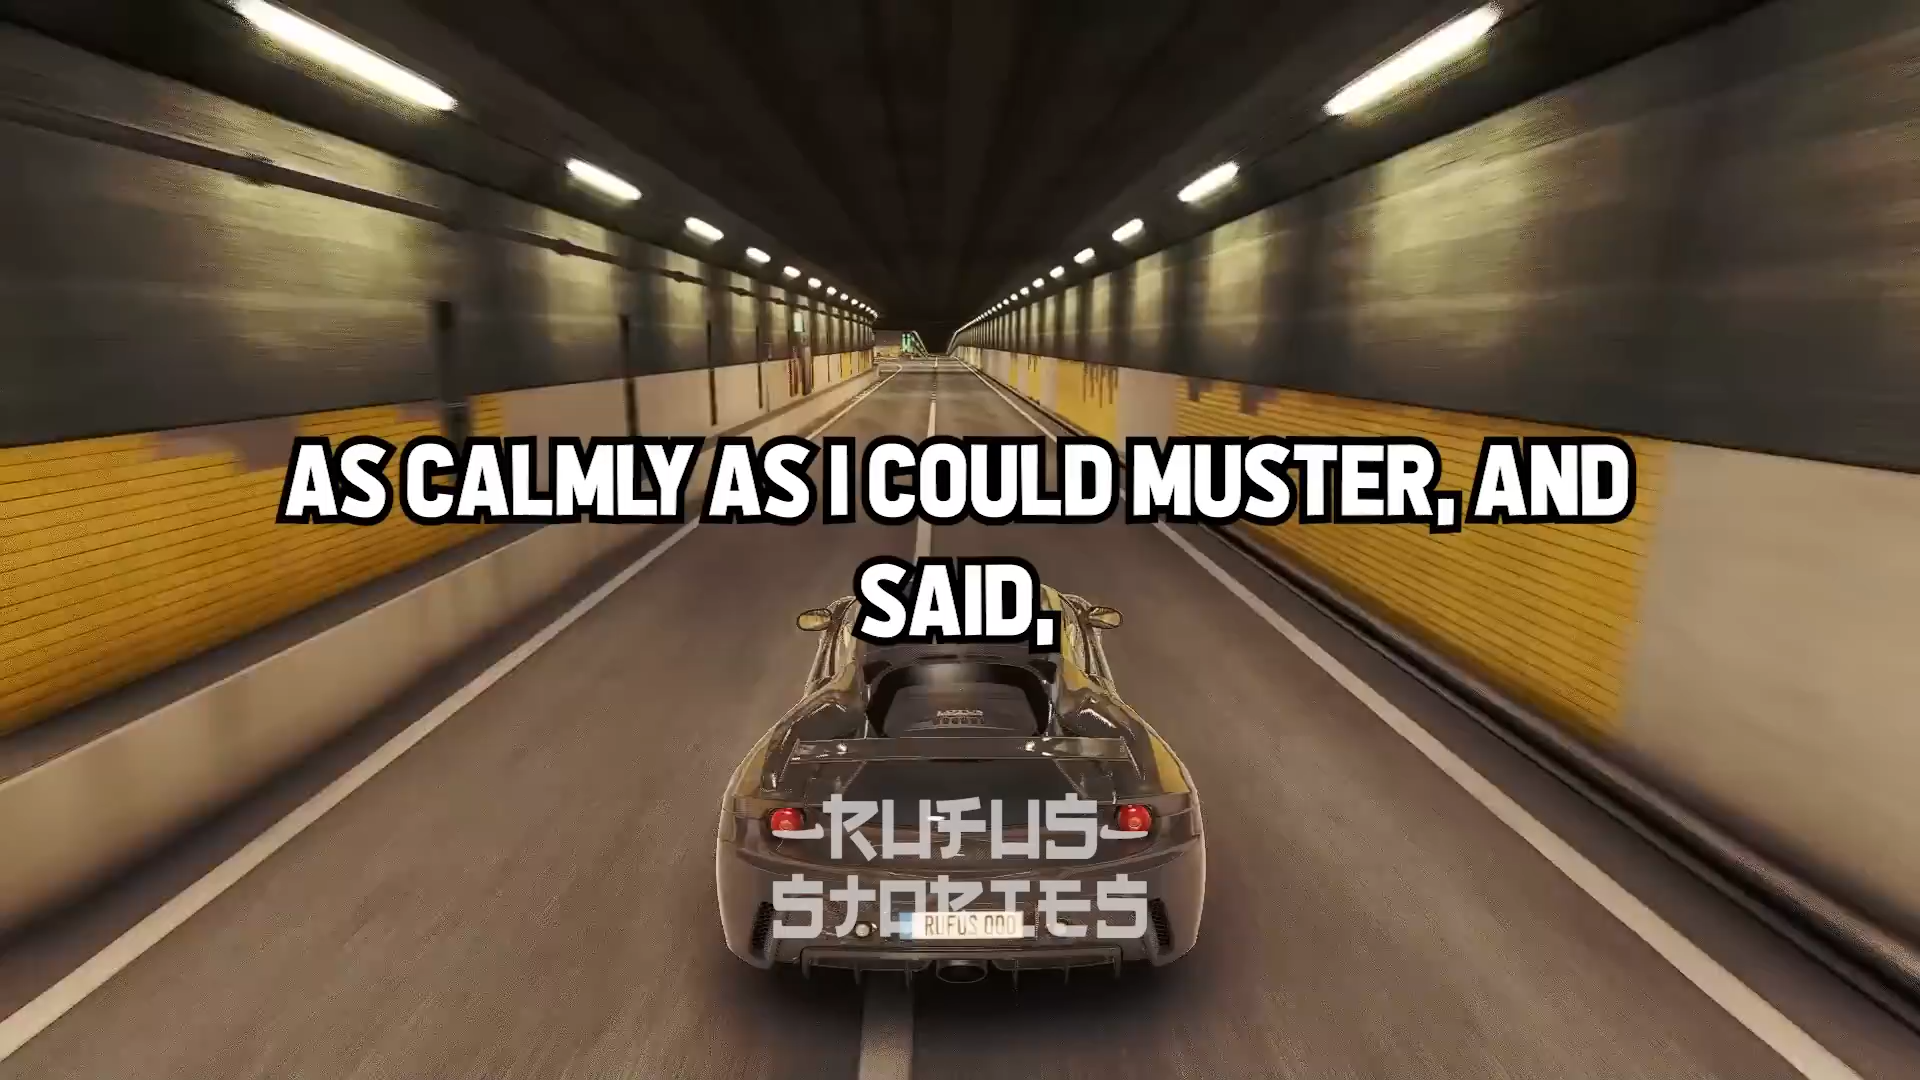 AS CALMLY AS I COULD MUSTER, AND
SAID,
RUFUS
STORIES
RUFUS 000